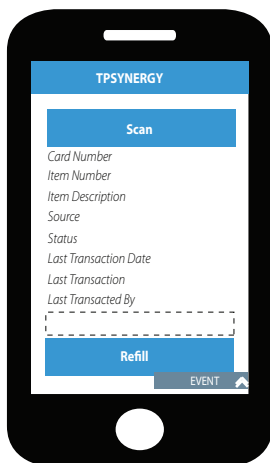 TPSYNERGY
Scan
Card Number
Item Number
Item Description
Source
Status
Last Transaction Date
Last Transaction
Last Transacted By
Refill
EVENT